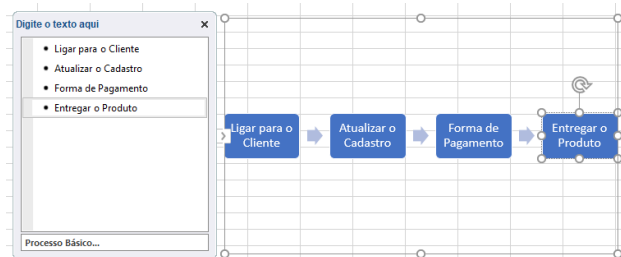 Digite o texto aqui
Ligar para o Cliente
Atualizar o Cadastro
Forma de Pagamento
Entregar o Produto
Processo Básico...
Ligar para o
Cliente
Atualizar o
Cadastro
Forma de
Pagamento
Entregar o
Produto